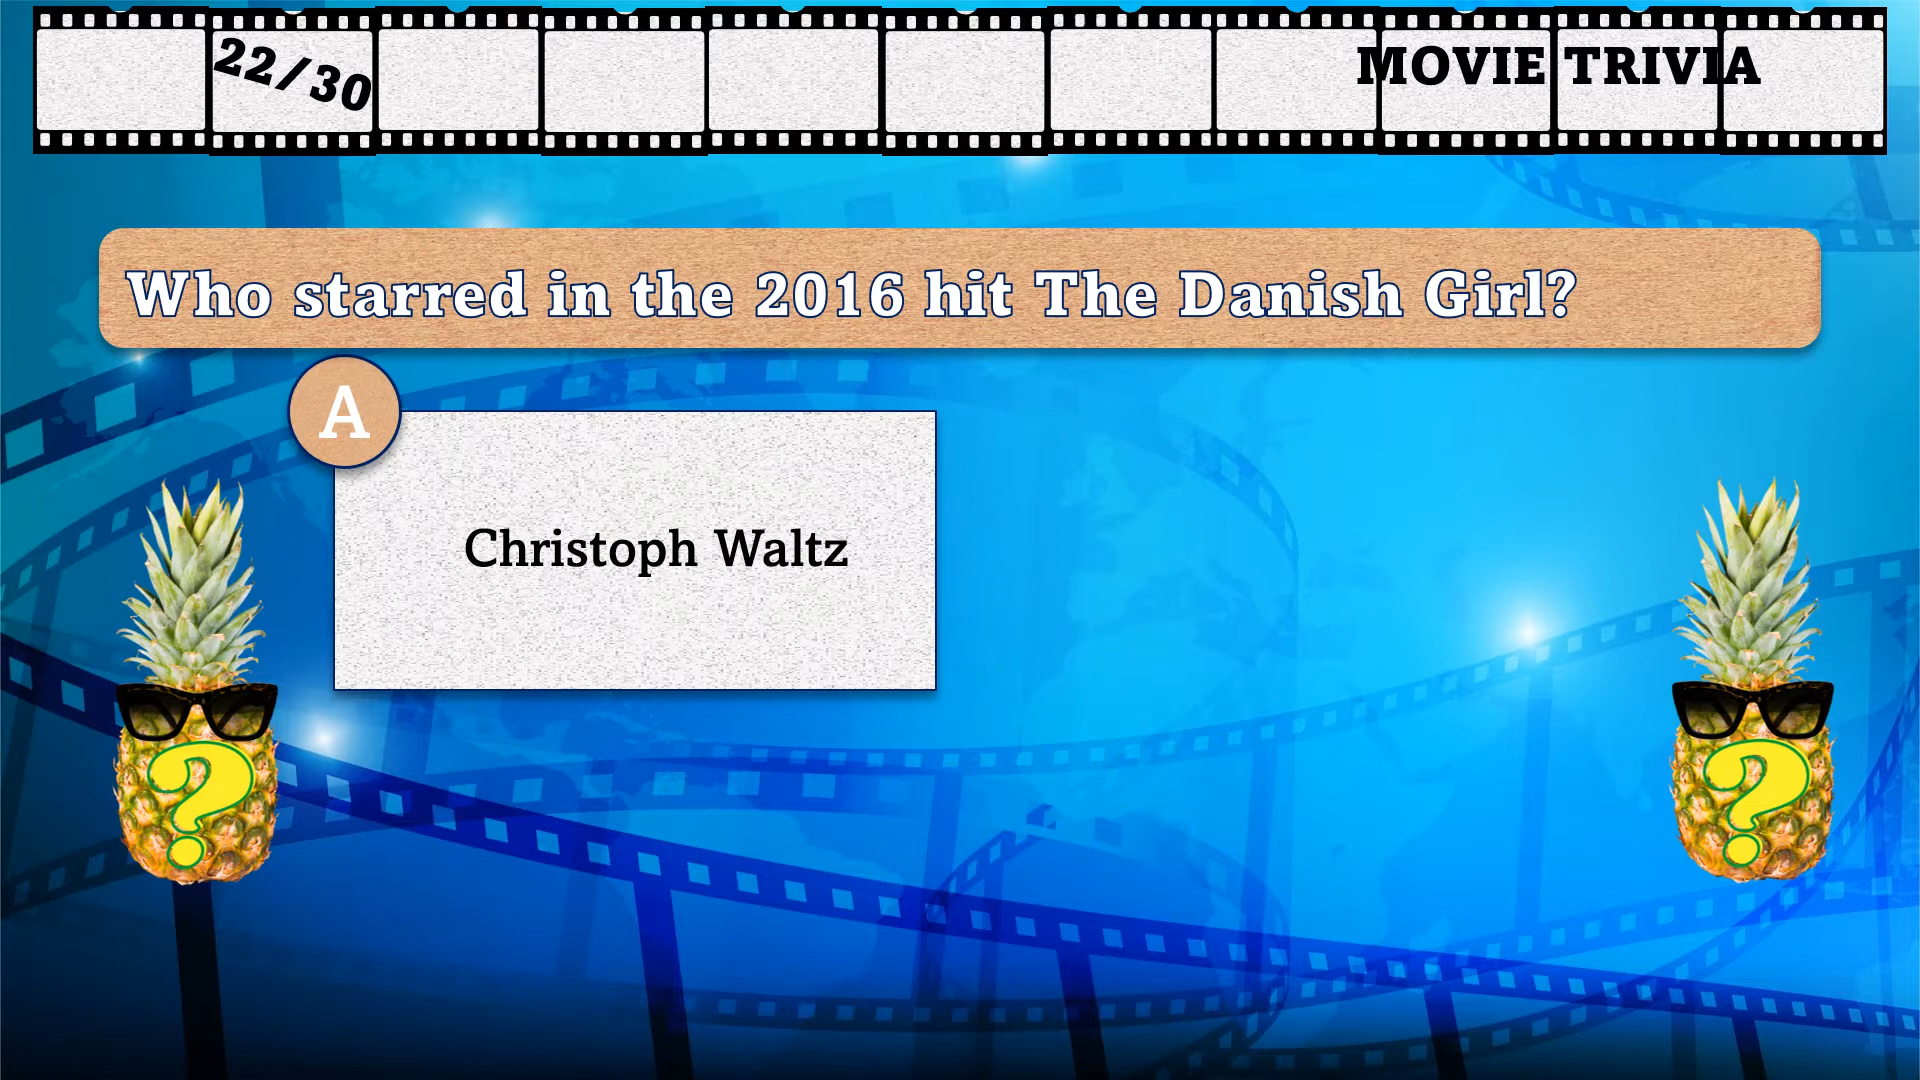 22/30
MOVIE TRIVIA
Who starred in the 2016 hit The Danish Girl?
A
Christoph Waltz
?
?